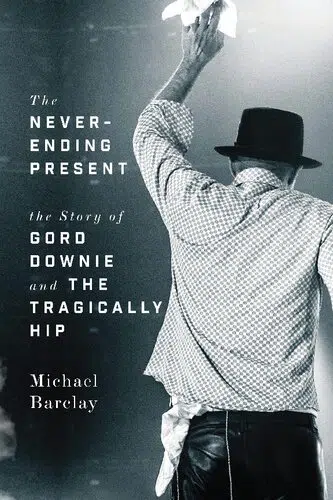 The
NEVER-
ENDING
PRESENT
the Story of
GORD
DOWNIE
and THE
TRAGICALLY
HIP
Michael
Barclay